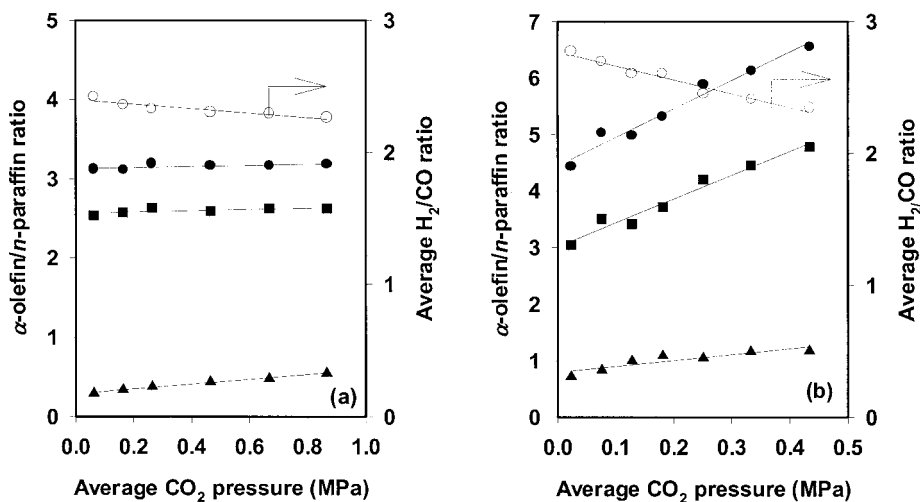 5
4
3
2
1
0
α-olefin/n-paraffin ratio
3
2
1
0
Average H₂/CO ratio
0.0 0.2 0.4 0.6 0.8 1.0
Average CO₂ pressure (MPa)
(a)
7
6
5
4
3
2
1
0
α-olefin/n-paraffin ratio
3
2
1
0
Average H₂/CO ratio
0.0 0.1 0.2 0.3 0.4 0.5
Average CO₂ pressure (MPa)
(b)